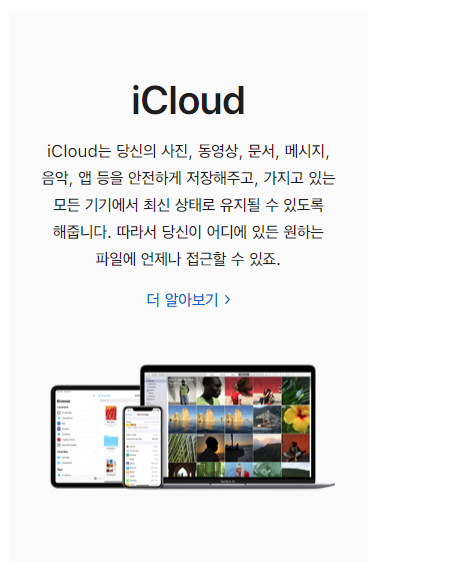 iCloud
iCloud는 당신의 사진, 동영상, 문서, 메시지,
음악, 앱 등을 안전하게 저장해주고, 가지고 있는
모든 기기에서 최신 상태로 유지될 수 있도록
해줍니다. 따라서 당신이 어디에 있든 원하는
파일에 언제나 접근할 수 있죠.
더 알아보기 >
Browse